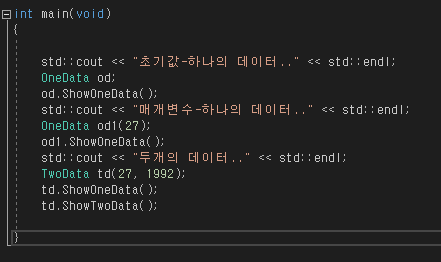 int main(void)
{
std::cout << "초기값-하나의 데이터.." << std::endl;
OneData od;
od.ShowOneData();
std::cout << "매개변수-하나의 데이터.." << std::endl;
OneData od1(27);
od1.ShowOneData();
std::cout << "두개의 데이터.." << std::endl;
TwoData td(27, 1992);
td.ShowOneData();
td.ShowTwoData();
}